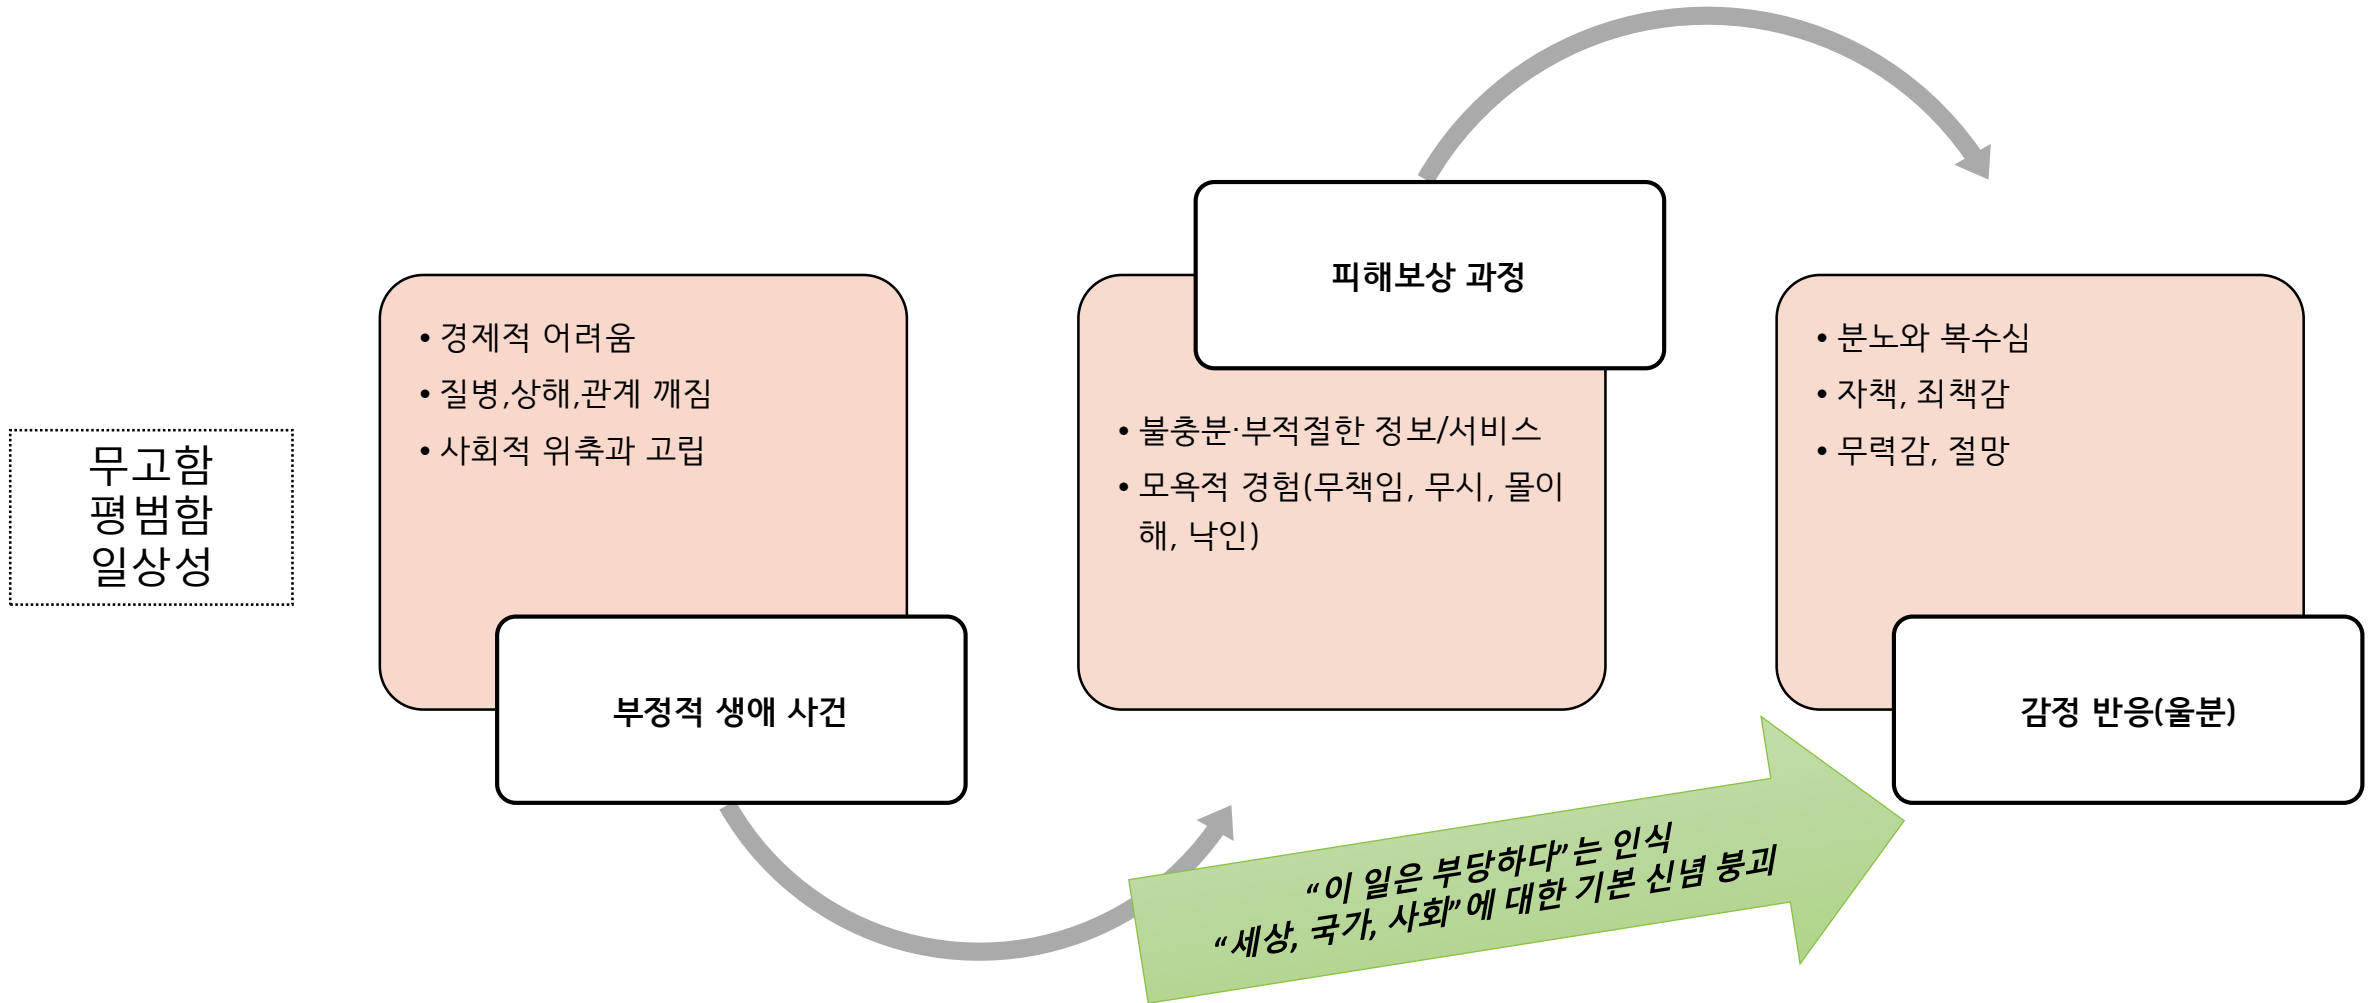 무고함
평범함
일상성
• 경제적 어려움
• 질병,상해,관계 깨짐
• 사회적 위축과 고립
부정적 생애 사건
피해보상 과정
• 불충분·부적절한 정보/서비스
• 모욕적 경험(무책임, 무시, 몰이
해, 낙인)
• 분노와 복수심
• 자책, 죄책감
• 무력감, 절망
감정 반응(울분)
“이 일은 부당하다”는 인식
“세상, 국가, 사회”에 대한 기본 신념 붕괴